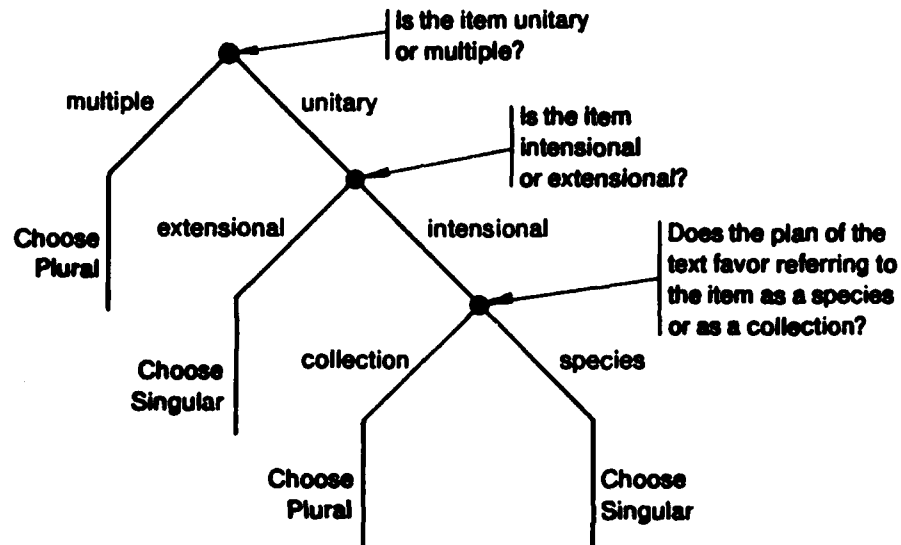 Is the item unitary
or multiple?
multiple
unitary
Is the item
intensional
or extensional?
extensional
intensional
Choose
Plural
Does the plan of the
text favor referring to
the item as a species
or as a collection?
collection
species
Choose
Singular
Choose
Plural
Choose
Singular